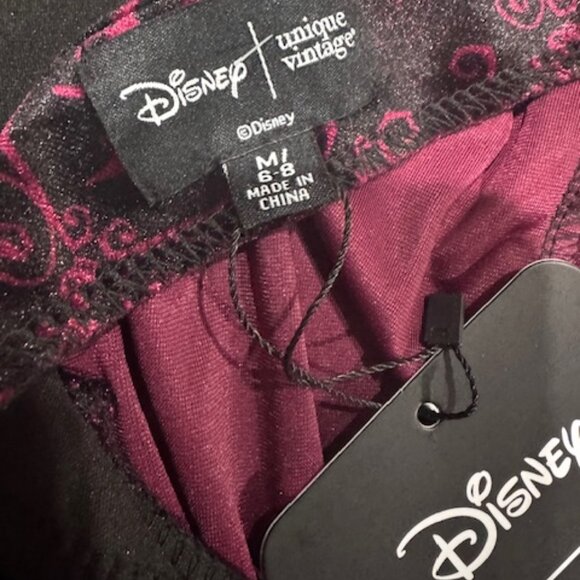 Disney unique
vintage®
©Disney
M/
6-8
MADE IN
CHINA
Disney